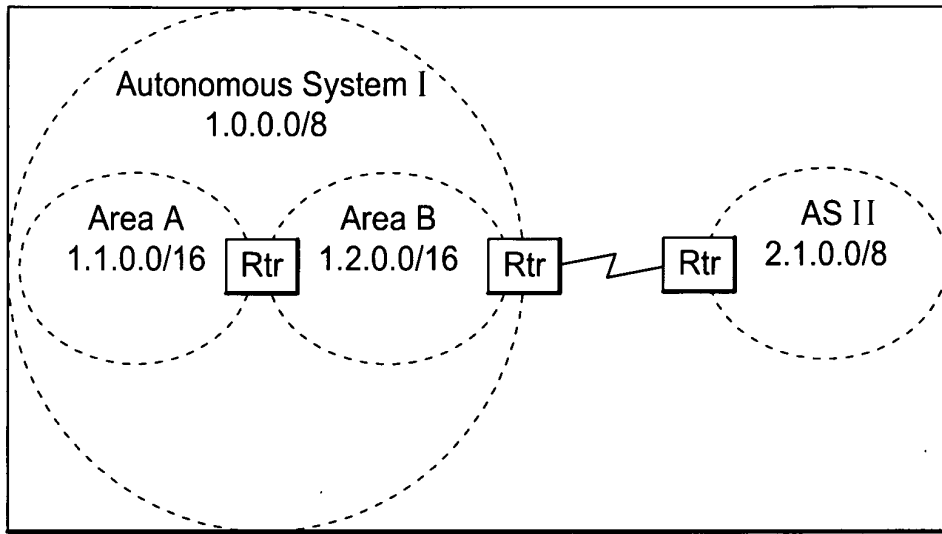 Autonomous System I
1.0.0.0/8
Area A
1.1.0.0/16
Rtr
Area B
1.2.0.0/16
Rtr
Rtr
AS II
2.1.0.0/8